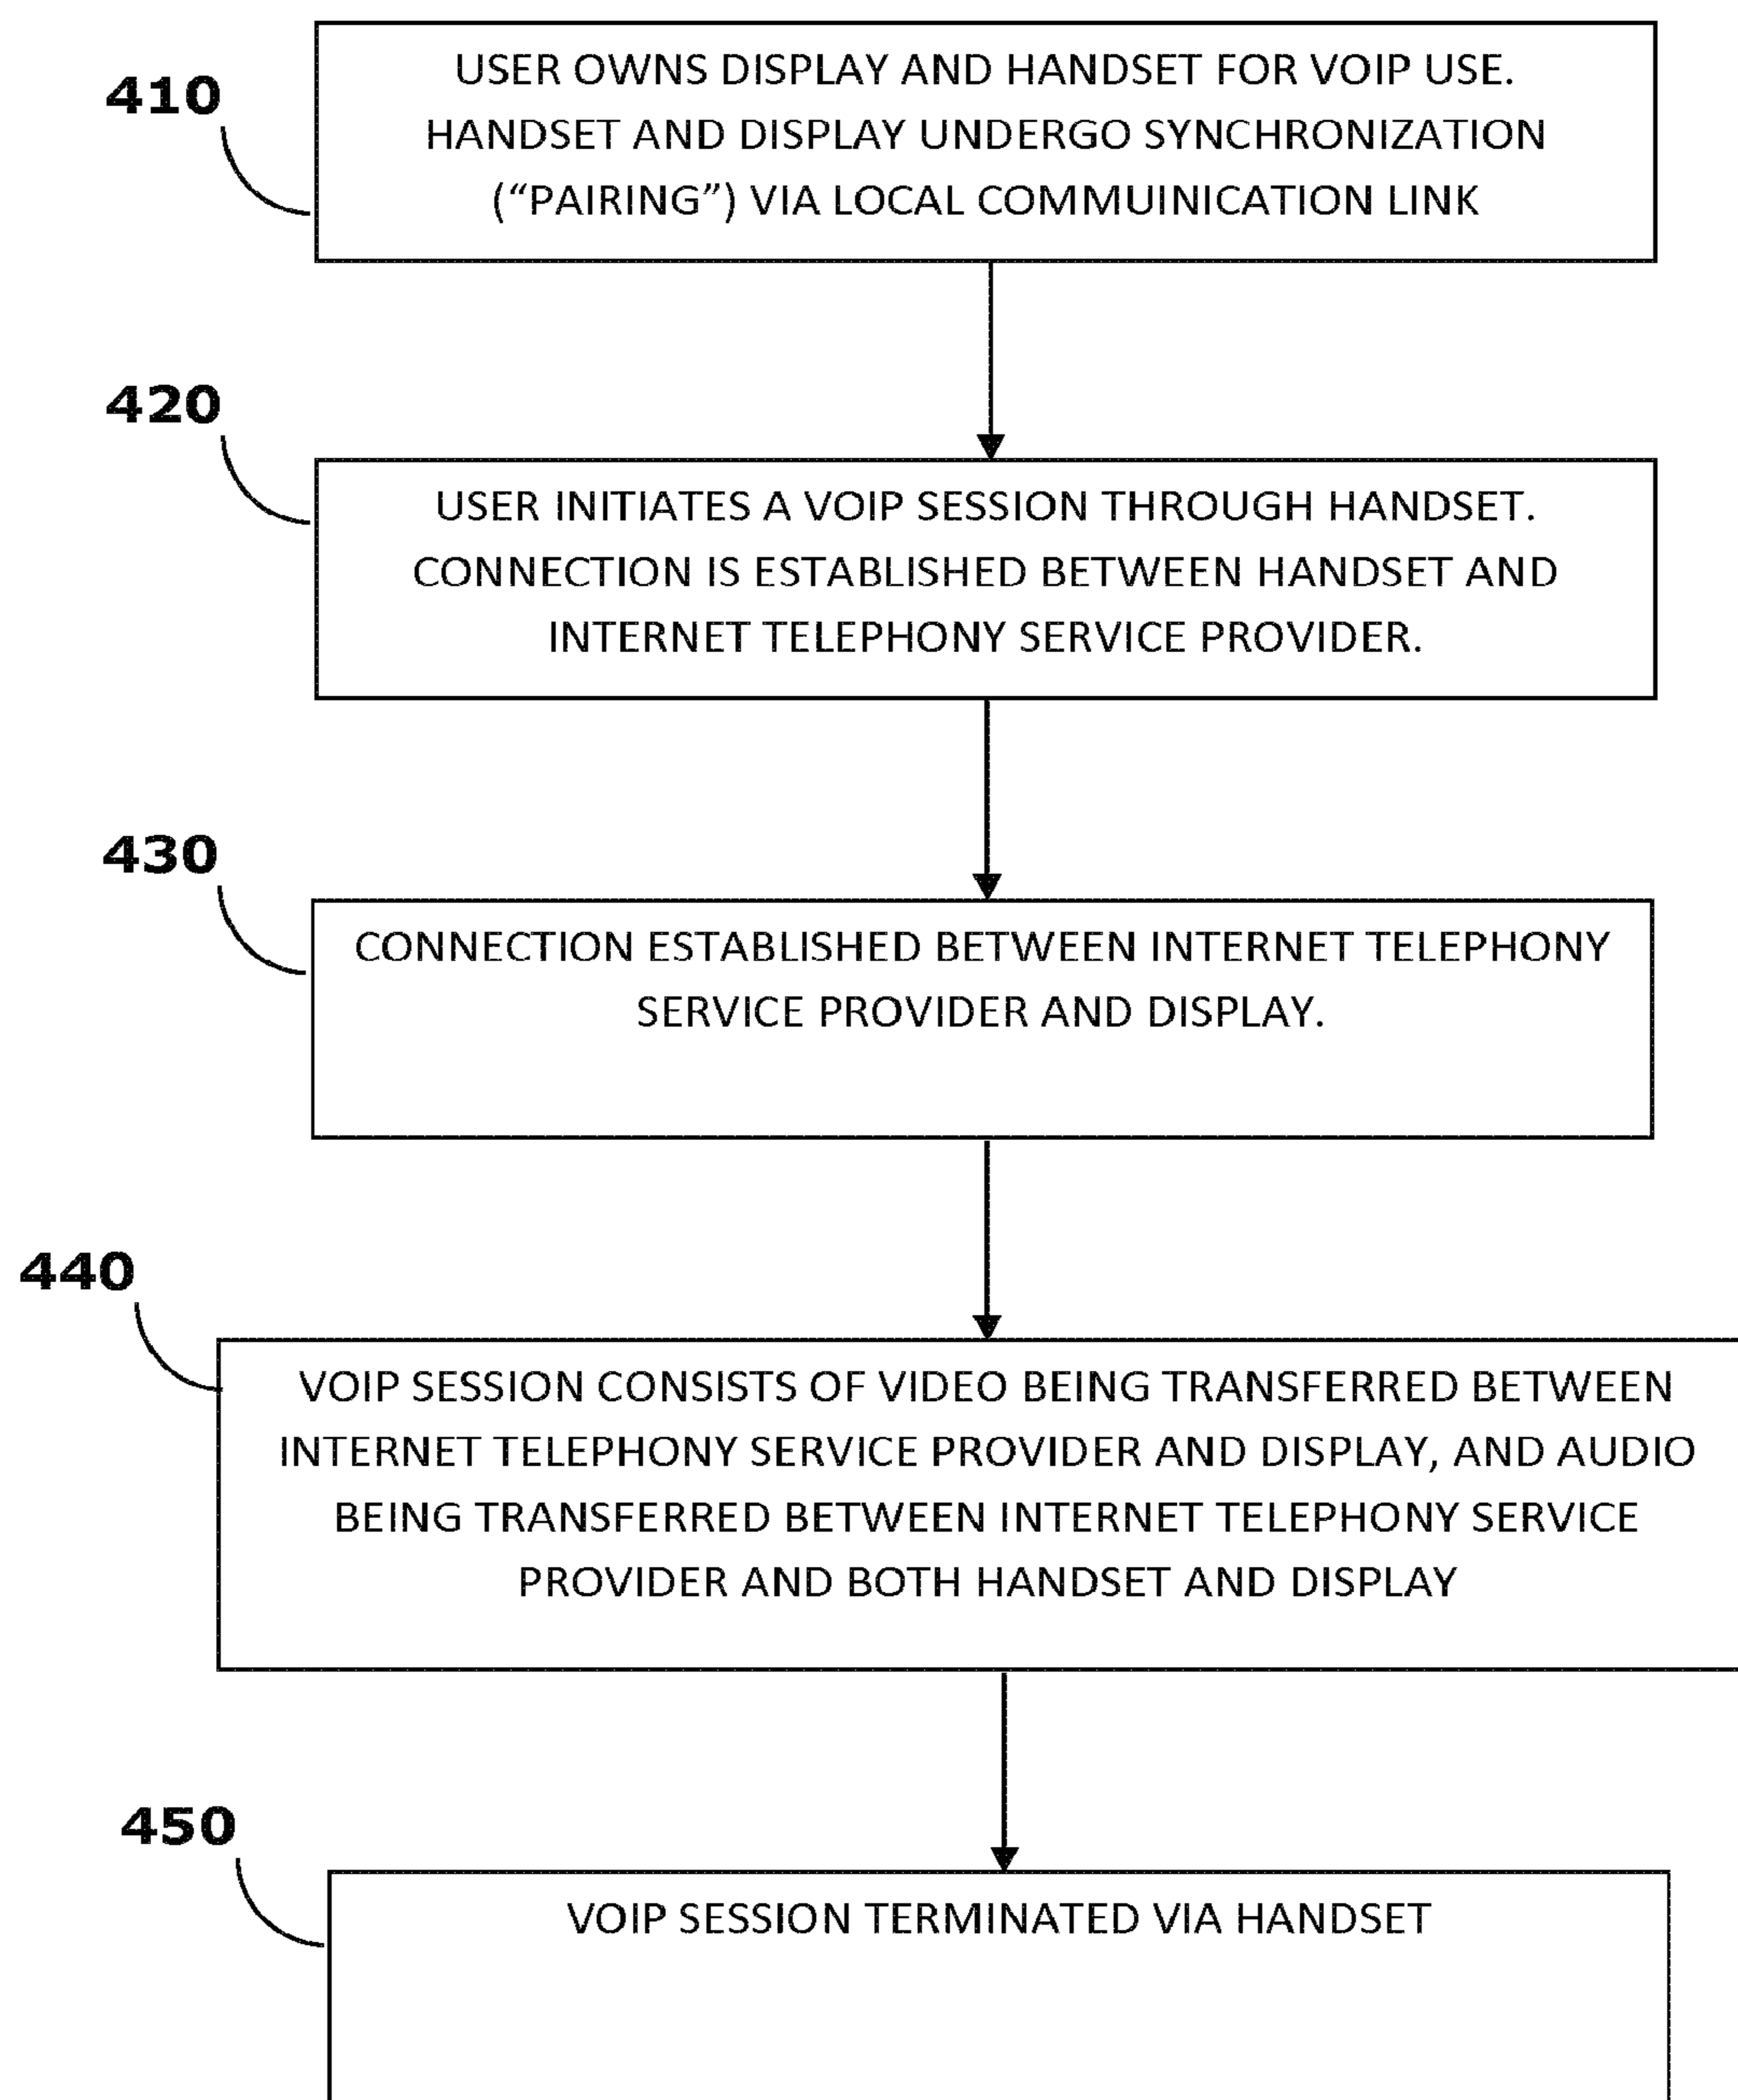 410
USER OWNS DISPLAY AND HANDSET FOR VOIP USE.
HANDSET AND DISPLAY UNDERGO SYNCHRONIZATION
(“PAIRING”) VIA LOCAL COMMUINICATION LINK
420
USER INITIATES A VOIP SESSION THROUGH HANDSET.
CONNECTION IS ESTABLISHED BETWEEN HANDSET AND
INTERNET TELEPHONY SERVICE PROVIDER.
430
CONNECTION ESTABLISHED BETWEEN INTERNET TELEPHONY
SERVICE PROVIDER AND DISPLAY.
440
VOIP SESSION CONSISTS OF VIDEO BEING TRANSFERRED BETWEEN
INTERNET TELEPHONY SERVICE PROVIDER AND DISPLAY, AND AUDIO
BEING TRANSFERRED BETWEEN INTERNET TELEPHONY SERVICE
PROVIDER AND BOTH HANDSET AND DISPLAY
450
VOIP SESSION TERMINATED VIA HANDSET